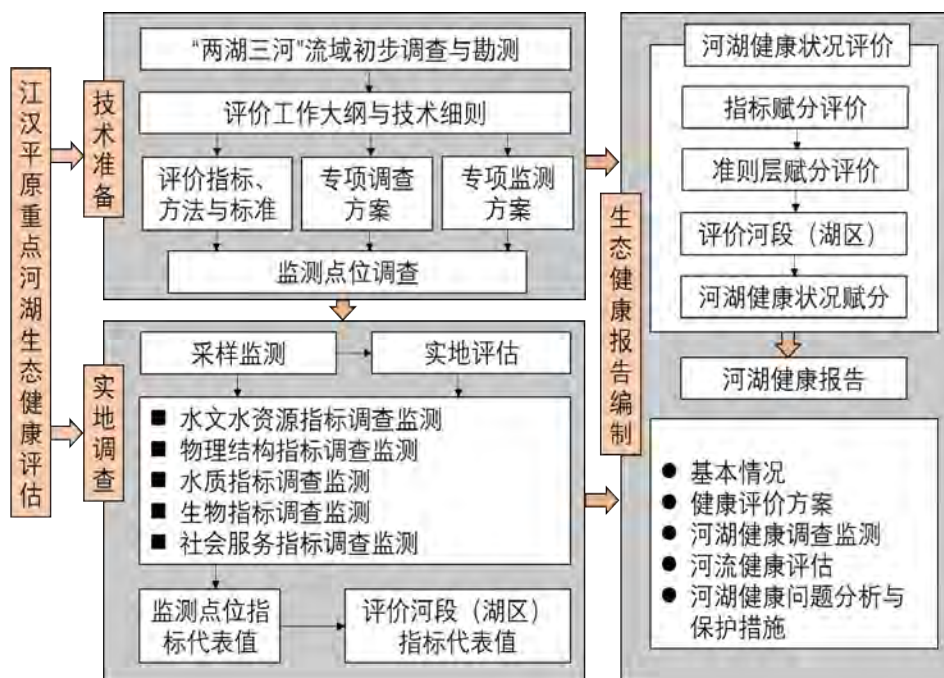 江汉平原重点河湖生态健康评估
技术准备
“两湖三河”流域初步调查与勘测
评价工作大纲与技术细则
评价指标、
方法与标准
专项调查
方案
专项监测
方案
监测点位调查
实地调查
采样监测
实地评估
■ 水文水资源指标调查监测
■ 物理结构指标调查监测
■ 水质指标调查监测
■ 生物指标调查监测
■ 社会服务指标调查监测
监测点位指
标代表值
评价河段（湖区）
指标代表值
生态健康报告编制
河湖健康状况评价
指标赋分评价
准则层赋分评价
评价河段（湖区）
河湖健康状况赋分
河湖健康报告
● 基本情况
● 健康评价方案
● 河湖健康调查监测
● 河流健康评估
● 河湖健康问题分析与
保护措施